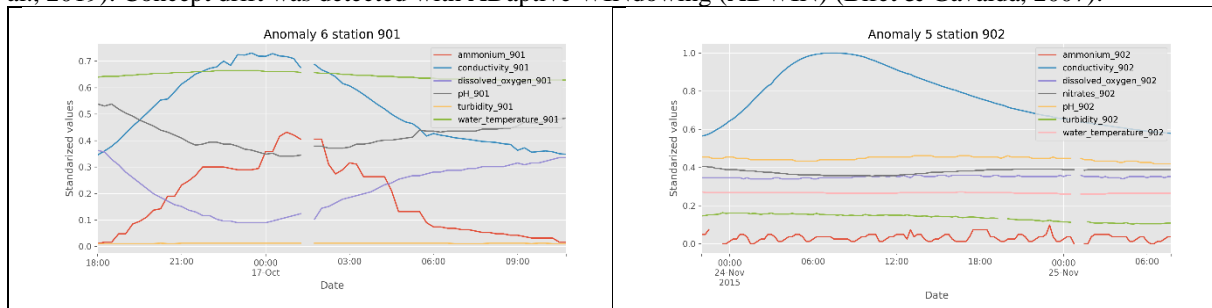 al., 2019). Concept drift was detected with ADaptive WINdowing (ADWIN) (Bifet & Gavaldà, 2007).
Anomaly 6 station 901
ammonium_901
conductivity_901
dissolved_oxygen_901
pH_901
turbidity_901
water_temperature_901
Standarized values
0.7
0.6
0.5
0.4
0.3
0.2
0.1
0.0
18:00
21:00
00:00
17-Oct
03:00
06:00
09:00
Date
Anomaly 5 station 902
ammonium_902
conductivity_902
dissolved_oxygen_902
nitrates_902
pH_902
turbidity_902
water_temperature_902
Standarized values
1.0
0.8
0.6
0.4
0.2
0.0
00:00
24-Nov
2015
06:00
12:00
18:00
00:00
25-Nov
06:00
Date